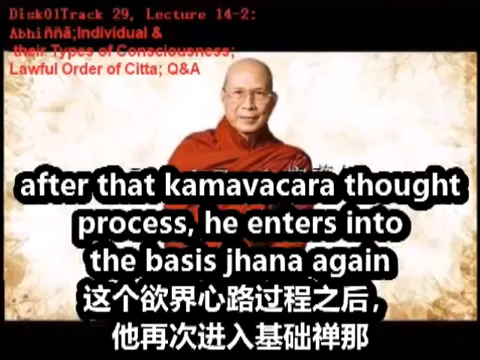 Disk01Track 29, Lecture 14-2:
Abhiññā;Individual &
their Types of Consciousness;
Lawful Order of Citta; Q&A
after that kamavacara thought
process, he enters into
the basis jhana again
这个欲界心路过程之后，
他再次进入基础禅那